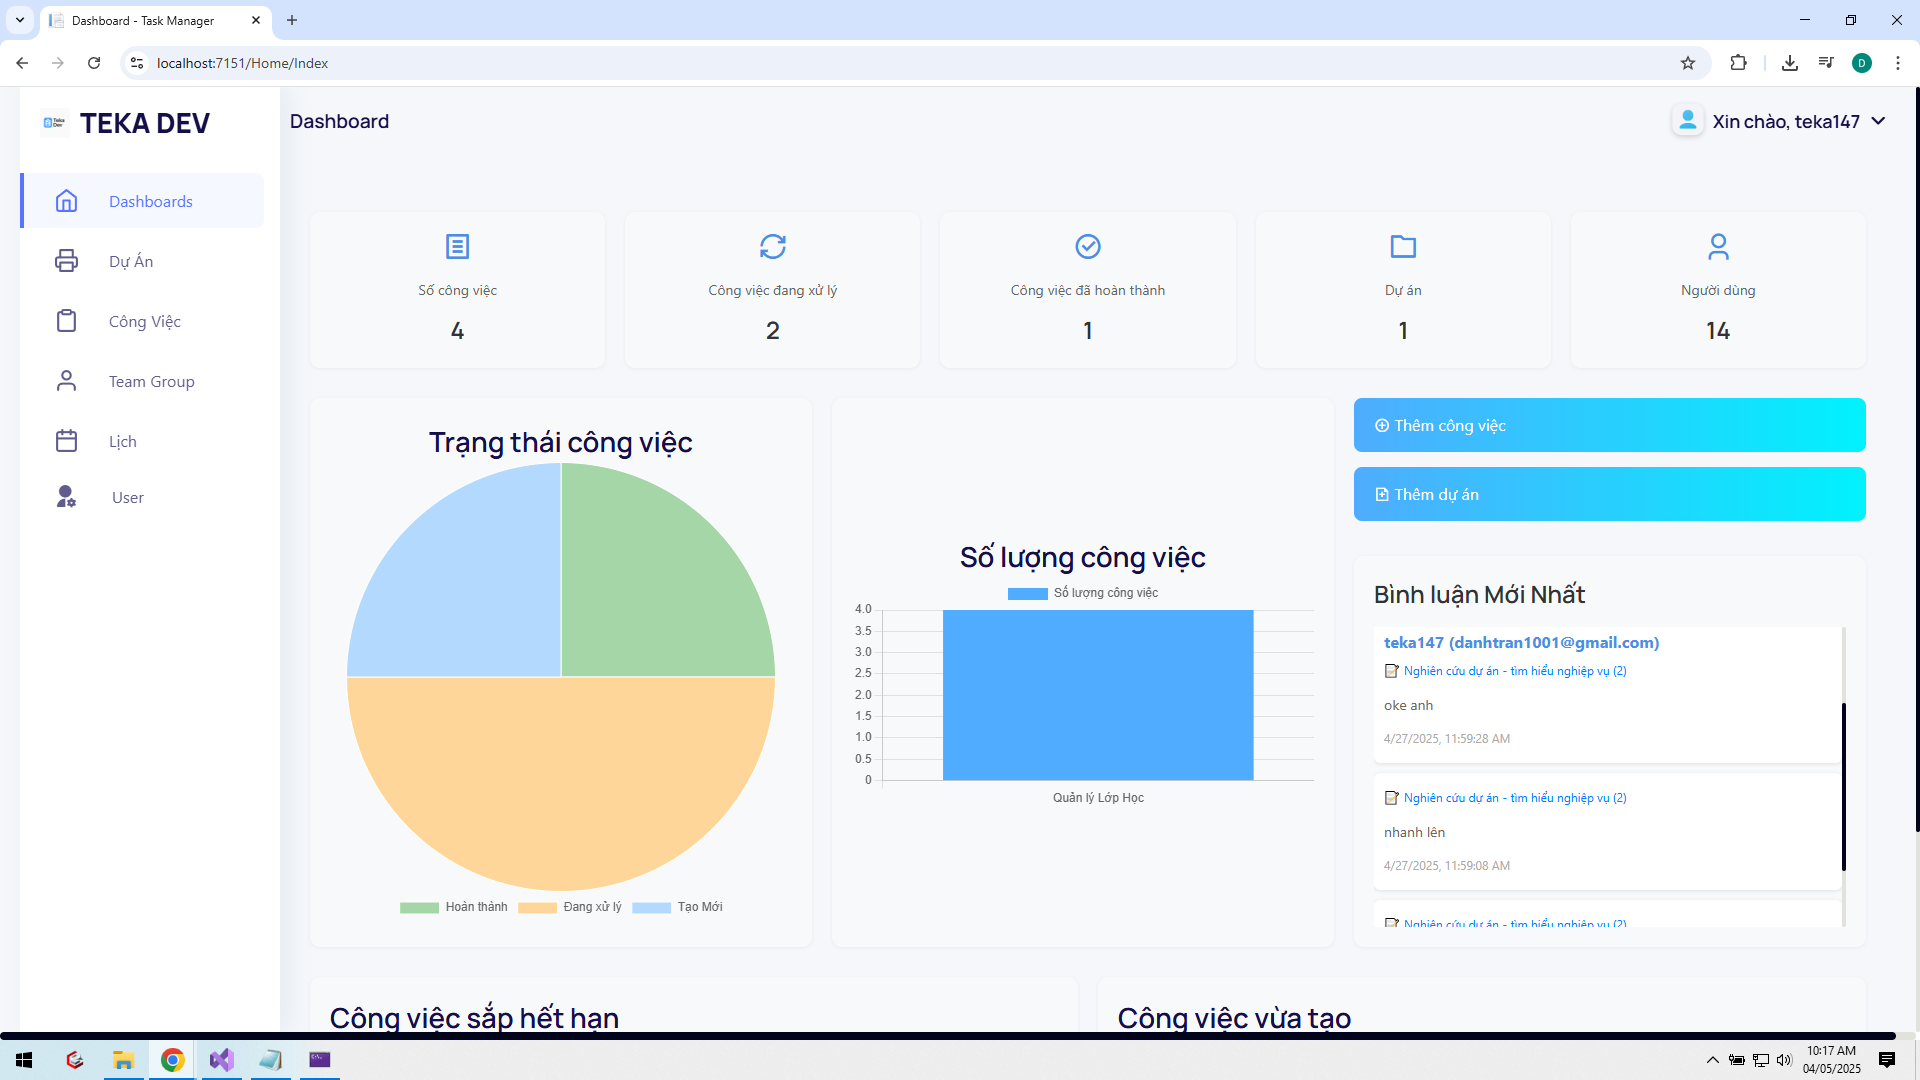 Dashboard - Task Manager
localhost:7151/Home/Index
D
TEKA DEV
Dashboard
Xin chào, teka147
Dashboards
Dự Án
Công Việc
Team Group
Lịch
User
Số công việc
4
Công việc đang xử lý
2
Công việc đã hoàn thành
1
Dự án
1
Người dùng
14
Trạng thái công việc
Hoàn thành
Đang xử lý
Tạo Mới
Số lượng công việc
Số lượng công việc
4.0
3.5
3.0
2.5
2.0
1.5
1.0
0.5
0
Quản lý Lớp Học
Thêm công việc
Thêm dự án
Bình luận Mới Nhất
teka147 (danhtran1001@gmail.com)
Nghiên cứu dự án - tìm hiểu nghiệp vụ (2)
oke anh
4/27/2025, 11:59:28 AM
Nghiên cứu dự án - tìm hiểu nghiệp vụ (2)
nhanh lên
4/27/2025, 11:59:08 AM
Nghiên cứu dự án - tìm hiểu nghiệp vụ (2)
Công việc sắp hết hạn
Công việc vừa tạo
10:17 AM
04/05/2025